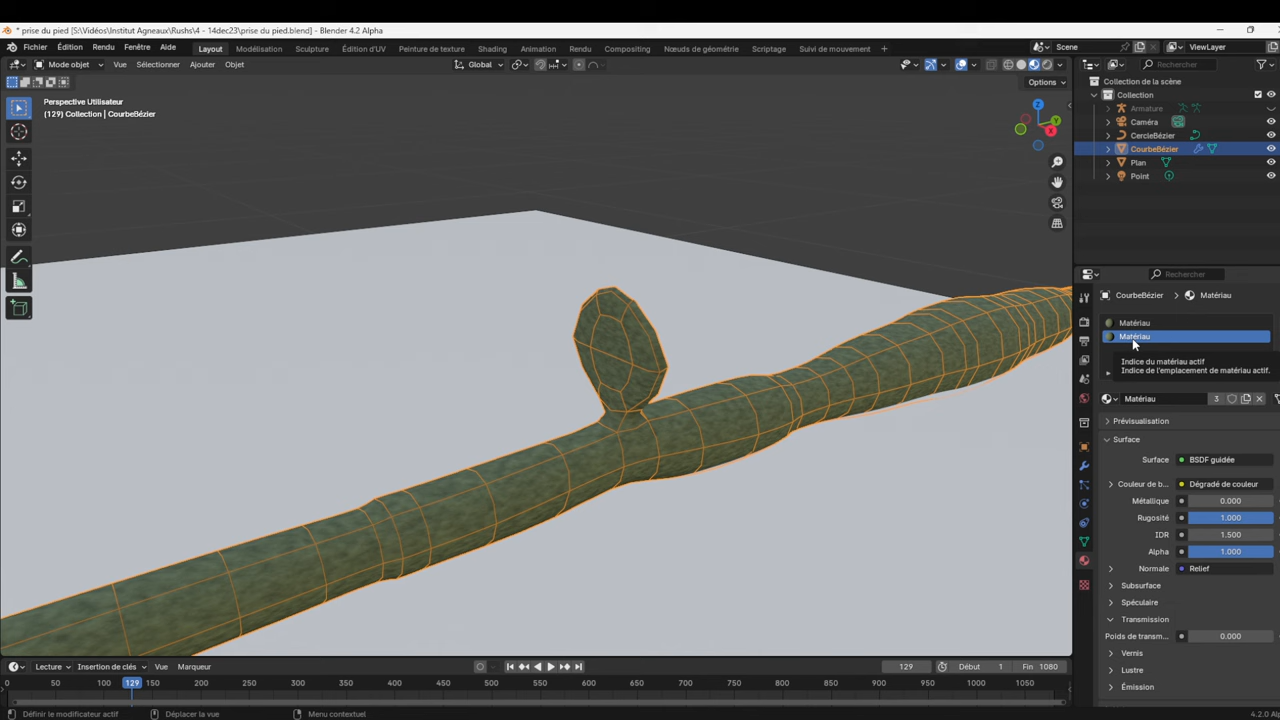 * prise du pied [S:\Vidéos\Institut Agneaux\Rushs\4 - 14dec23\prise du pied.blend] - Blender 4.2 Alpha
Fichier Édition Rendu Fenêtre Aide Layout Modélisation Sculpture Édition d'UV Peinture de texture Shading Animation Rendu Compositing Nœuds de géométrie Scriptage Suivi de mouvement + Scene ViewLayer
Mode objet Vue Sélectionner Ajouter Objet Global Rechercher
Options
Collection de la scène
Perspective Utilisateur
(129) Collection | CourbeBézier
Collection
Armature
Caméra
CercleBézier
CourbeBézier
Plan
Point
Z
Y
X
Rechercher
CourbeBézier > Matériau
Matériau
Matériau
Indice du matériau actif
Indice de l'emplacement de matériau actif.
Matériau 3
Prévisualisation
Surface
Surface BSDF guidée
Couleur de b... Dégradé de couleur
Métallique 0.000
Rugosité 1.000
IDR 1.500
Alpha 1.000
Normale Relief
Subsurface
Spéculaire
Transmission
Poids de transm... 0.000
Vernis
Lustre
Émission
Lecture Insertion de clés Vue Marqueur 129 Début 1 Fin 1080
0 50 100 129 150 200 250 300 350 400 450 500 550 600 650 700 750 800 850 900 950 1000 1050
Définir le modificateur actif Déplacer la vue Menu contextuel 4.2.0 Alp